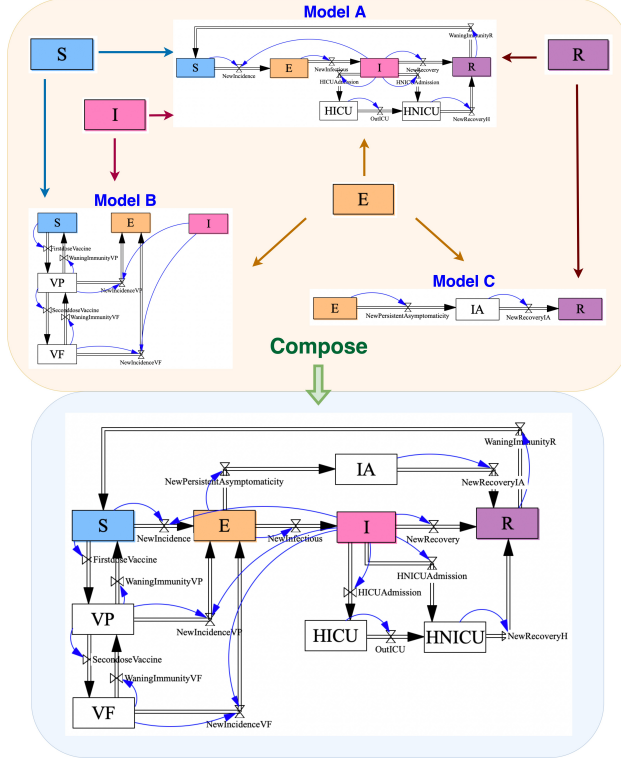 Model A
S
R
WaningImmunityR
S
E
I
R
NewIncidence
NewInfectious
NewRecovery
HICUAdmission
HNICUAdmission
I
HICU
HNICU
OutICU
NewRecoveryH
E
Model B
S
E
I
FirstdoseVaccine
WaningImmunityVP
VP
NewIncidenceVP
SeconddoseVaccine
WaningImmunityVF
VF
NewIncidenceVF
Model C
E
IA
R
NewPersistentAsymptomaticity
NewRecoveryIA
Compose
WaningImmunityR
IA
NewPersistentAsymptomaticity
NewRecoveryIA
S
E
I
R
NewIncidence
NewInfectious
NewRecovery
FirstdoseVaccine
HNICUAdmission
WaningImmunityVP
HICUAdmission
VP
NewIncidenceVP
HICU
HNICU
NewRecoveryH
OutICU
SecondoseVaccine
WaningImmunityVF
VF
NewIncidenceVF